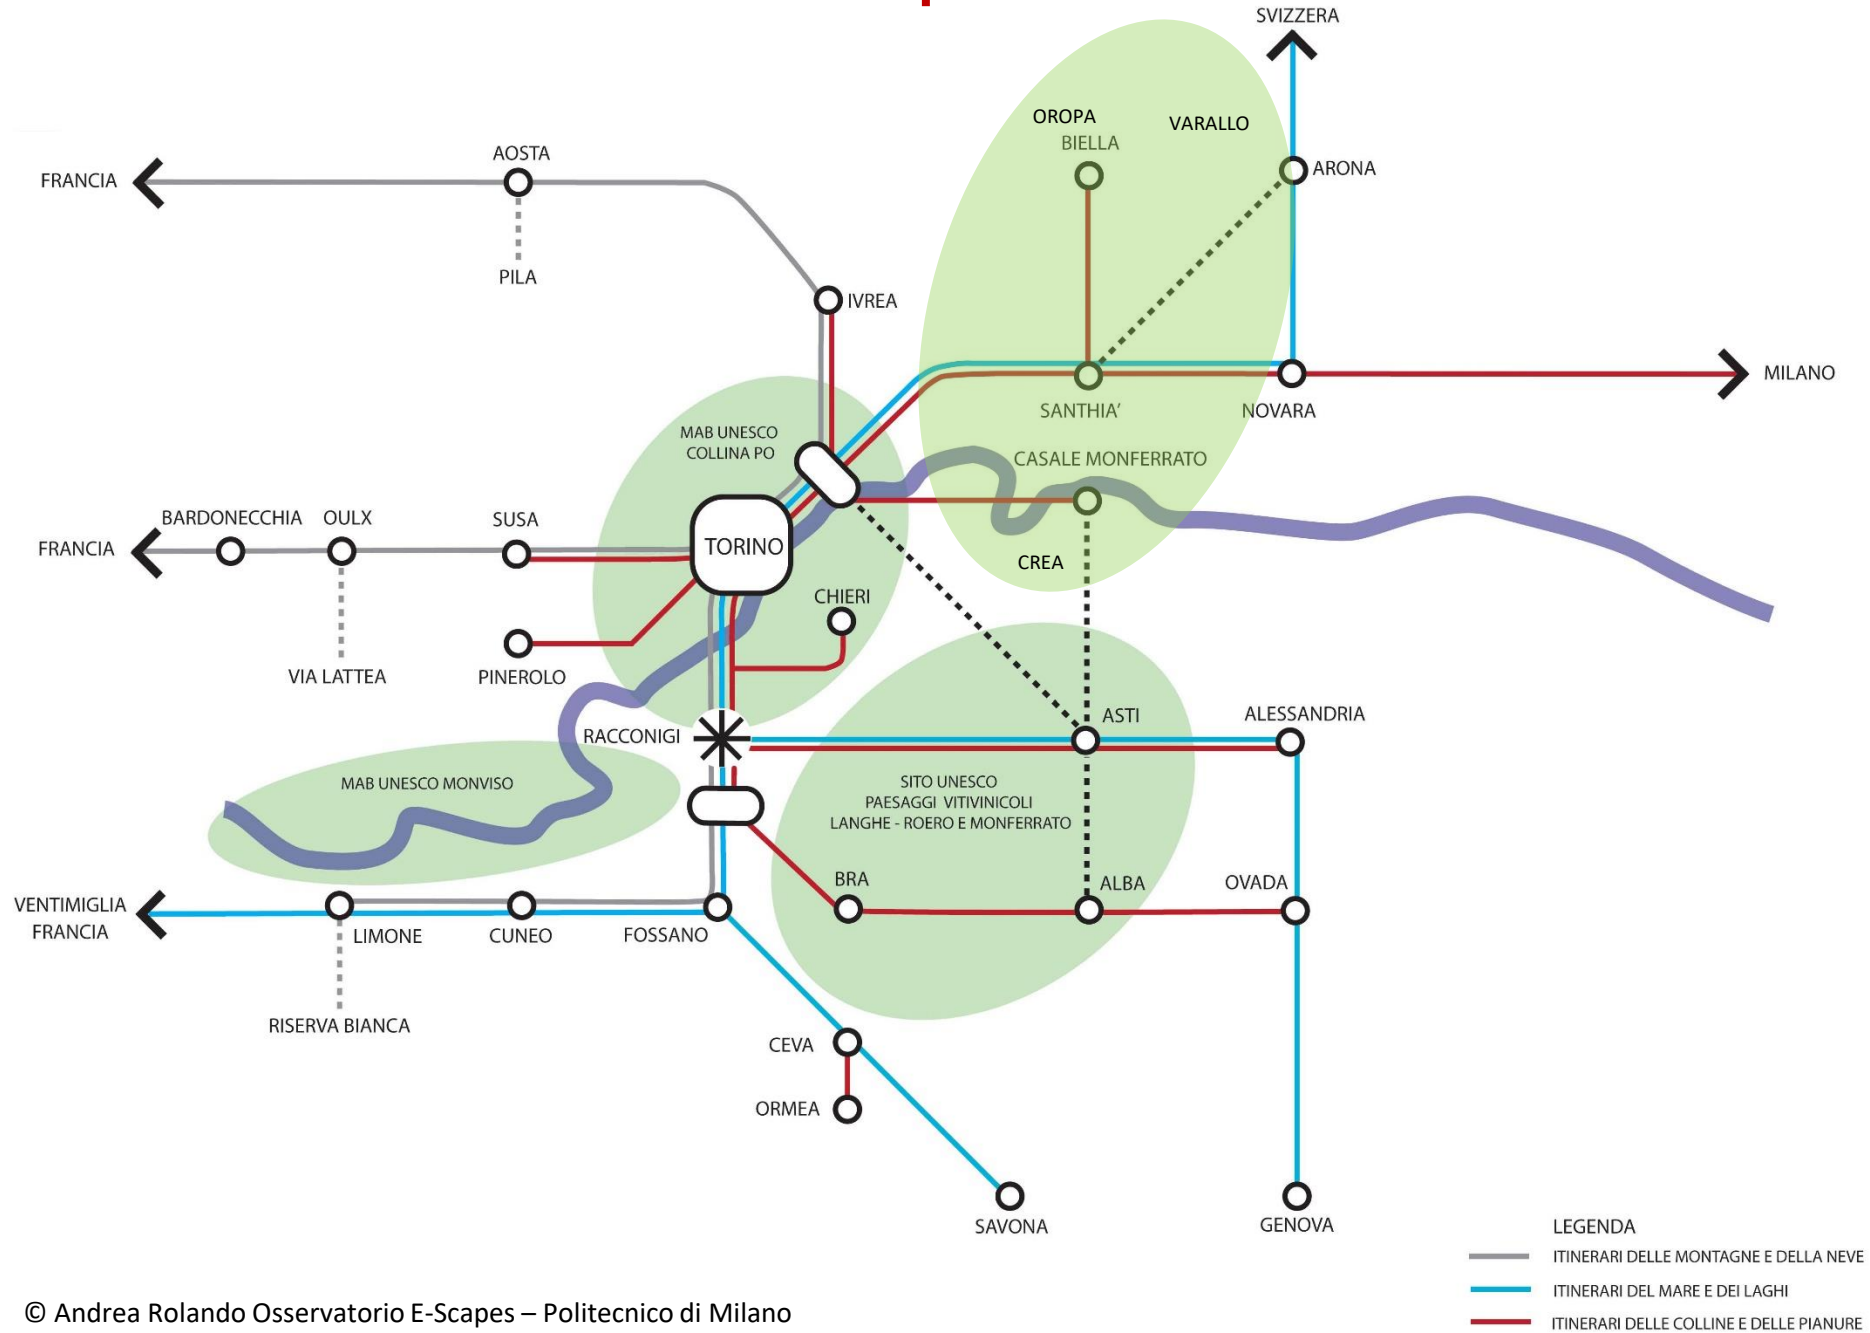 SVIZZERA
OROPA
VARALLO
BIELLA
AOSTA
ARONA
FRANCIA
PILA
IVREA
MILANO
SANTHIA'
NOVARA
MAB UNESCO
COLLINA PO
CASALE MONFERRATO
BARDONECCHIA
OULX
SUSA
FRANCIA
TORINO
CREA
CHIERI
VIA LATTEA
PINEROLO
ASTI
ALESSANDRIA
RACCONIGI
MAB UNESCO MONVISO
SITO UNESCO
PAESAGGI VITIVINICOLI
LANGHE - ROERO E MONFERRATO
BRA
ALBA
OVADA
VENTIMIGLIA
FRANCIA
LIMONE
CUNEO
FOSSANO
RISERVA BIANCA
CEVA
ORMEA
SAVONA
GENOVA
LEGENDA
ITINERARI DELLE MONTAGNE E DELLA NEVE
ITINERARI DEL MARE E DEI LAGHI
ITINERARI DELLE COLLINE E DELLE PIANURE
© Andrea Rolando Osservatorio E-Scapes – Politecnico di Milano